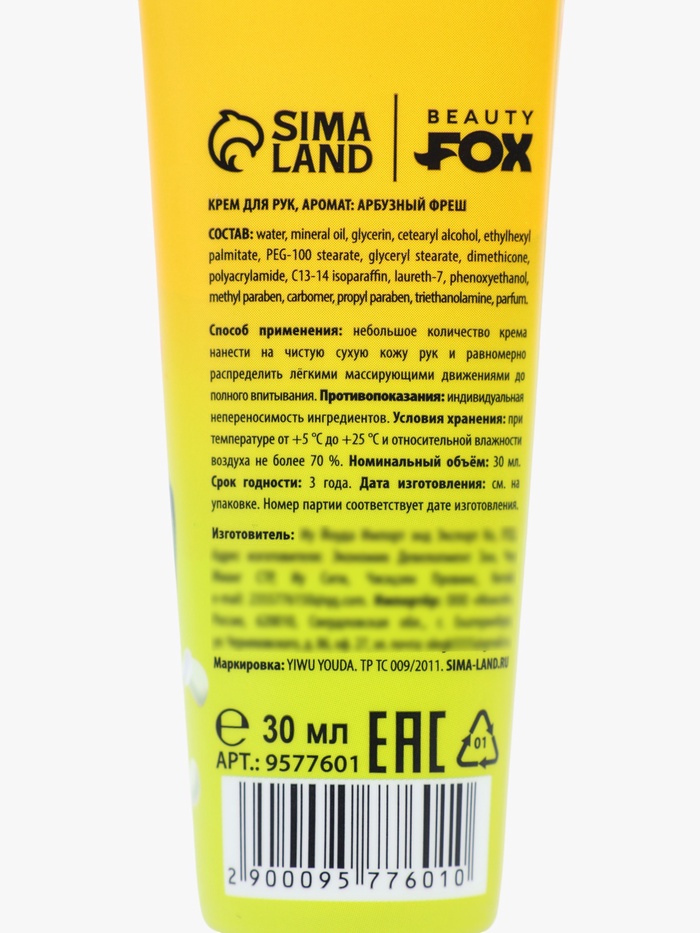 SIMA
LAND
BEAUTY
FOX
КРЕМ ДЛЯ РУК, АРОМАТ: АРБУЗНЫЙ ФРЕШ
СОСТАВ: water, mineral oil, glycerin, cetearyl alcohol, ethylhexyl
palmitate, PEG-100 stearate, glyceryl stearate, dimethicone,
polyacrylamide, C13-14 isoparaffin, laureth-7, phenoxyethanol,
methyl paraben, carbomer, propyl paraben, triethanolamine, parfum.
Способ применения: небольшое количество крема
нанести на чистую сухую кожу рук и равномерно
распределить лёгкими массирующими движениями до
полного впитывания. Противопоказания: индивидуальная
непереносимость ингредиентов. Условия хранения: при
температуре от +5 °С до +25 °С и относительной влажности
воздуха не более 70 %. Номинальный объём: 30 мл.
Срок годности: 3 года. Дата изготовления: см. на
упаковке. Номер партии соответствует дате изготовления.
Изготовитель:
Маркировка: YIWU YOUDA. ТР ТС 009/2011. SIMA-LAND.RU
℮ 30 мл EAC 01
АРТ.: 9577601
2 900095 776010